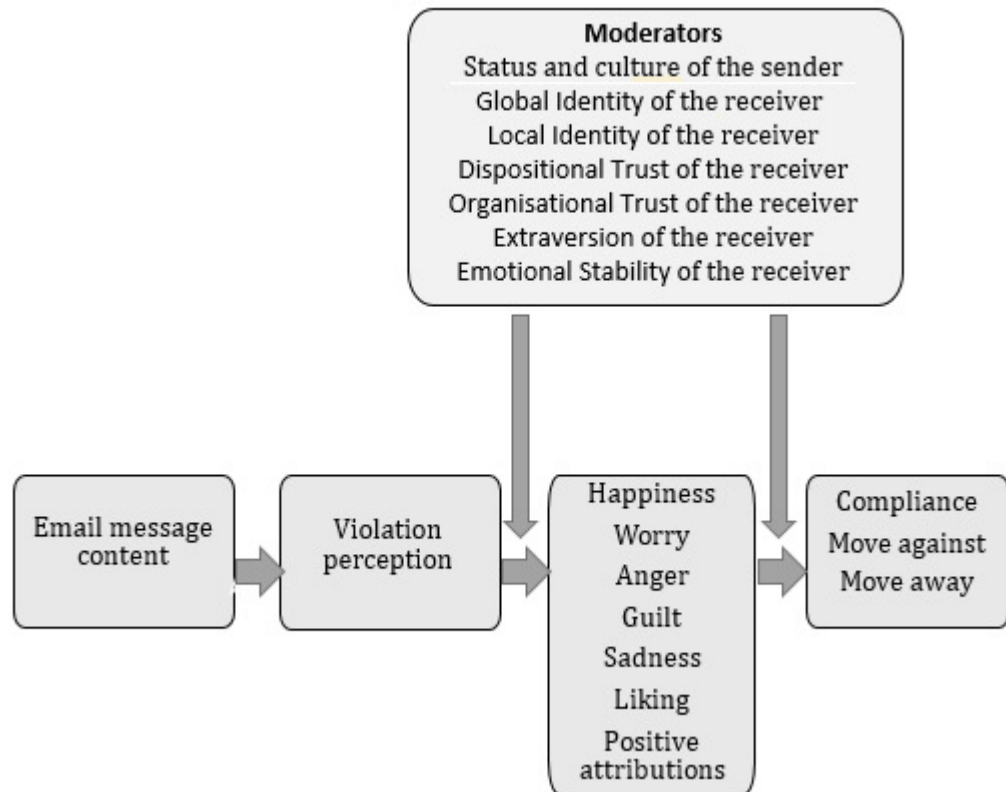 Moderators
Status and culture of the sender
Global Identity of the receiver
Local Identity of the receiver
Dispositional Trust of the receiver
Organisational Trust of the receiver
Extraversion of the receiver
Emotional Stability of the receiver
Email message
content
Violation
perception
Happiness
Worry
Anger
Guilt
Sadness
Liking
Positive
attributions
Compliance
Move against
Move away